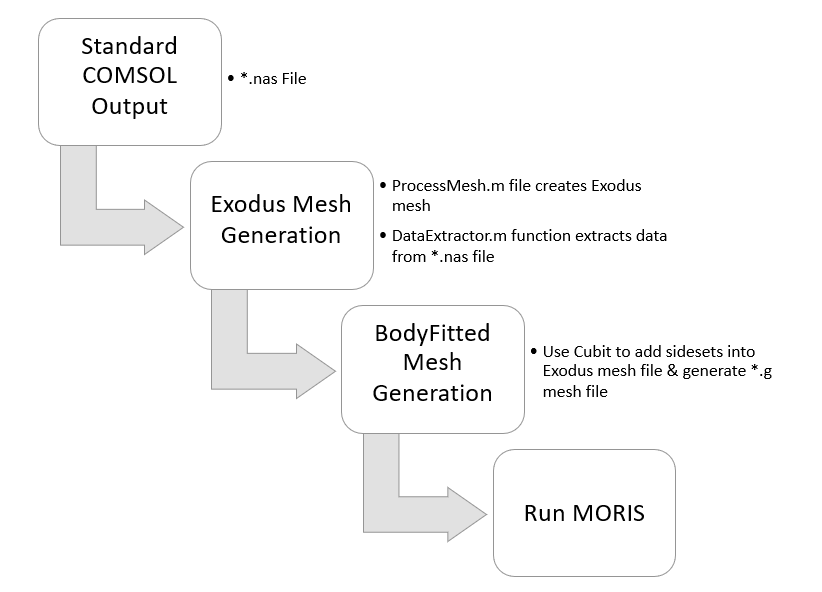 Standard
COMSOL
Output
• *.nas File
Exodus Mesh
Generation
• ProcessMesh.m file creates Exodus
mesh
• DataExtractor.m function extracts data
from *.nas file
BodyFitted
Mesh
Generation
• Use Cubit to add sidesets into
Exodus mesh file & generate *.g
mesh file
Run MORIS